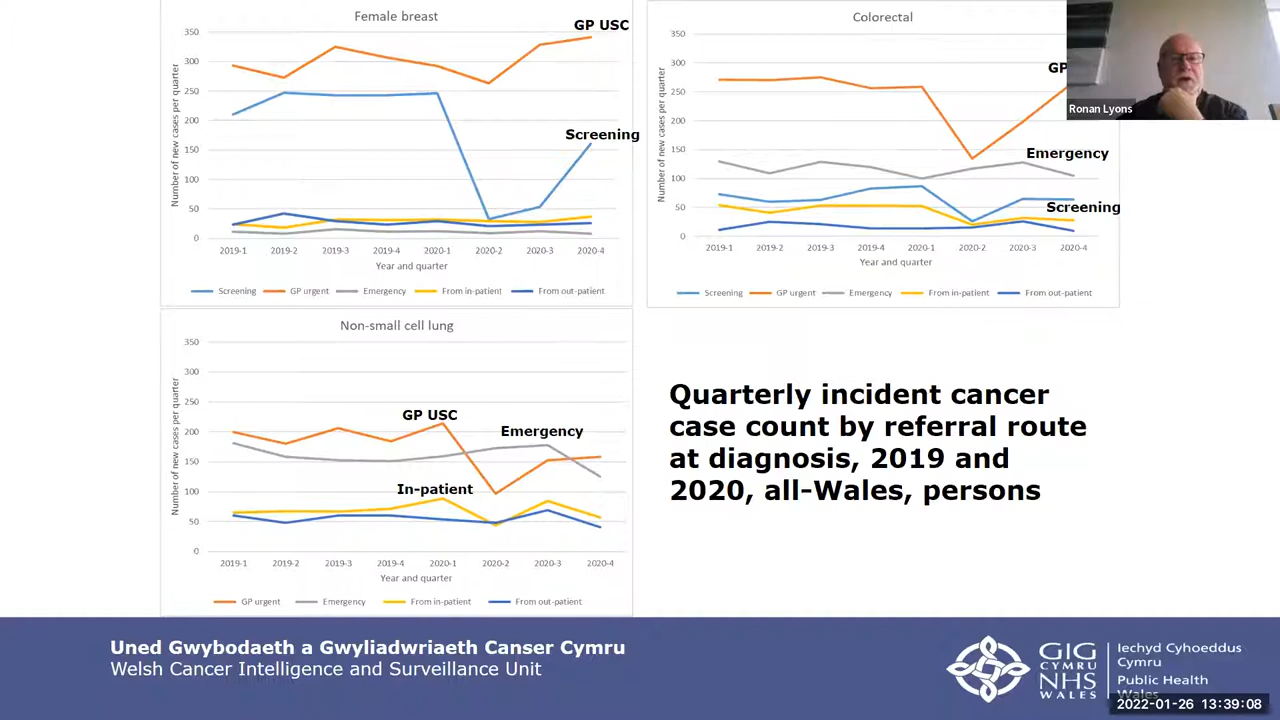 Female breast
GP USC
Screening
Number of new cases per quarter
350
300
250
200
150
100
50
0
2019-1 2019-2 2019-3 2019-4 2020-1 2020-2 2020-3 2020-4
Year and quarter
Screening GP urgent Emergency From in-patient From out-patient
Colorectal
GP
Emergency
Screening
Number of new cases per quarter
350
300
250
200
150
100
50
0
2019-1 2019-2 2019-3 2019-4 2020-1 2020-2 2020-3 2020-4
Year and quarter
Screening GP urgent Emergency From in-patient From out-patient
Ronan Lyons
Non-small cell lung
GP USC
Emergency
In-patient
Number of new cases per quarter
350
300
250
200
150
100
50
0
2019-1 2019-2 2019-3 2019-4 2020-1 2020-2 2020-3 2020-4
Year and quarter
GP urgent Emergency From in-patient From out-patient
Quarterly incident cancer
case count by referral route
at diagnosis, 2019 and
2020, all-Wales, persons
Uned Gwybodaeth a Gwyliadwriaeth Canser Cymru
Welsh Cancer Intelligence and Surveillance Unit
GIG
CYMRU
NHS
WALES
Iechyd Cyhoeddus
Cymru
Public Health
Wales
2022-01-26 13:39:08